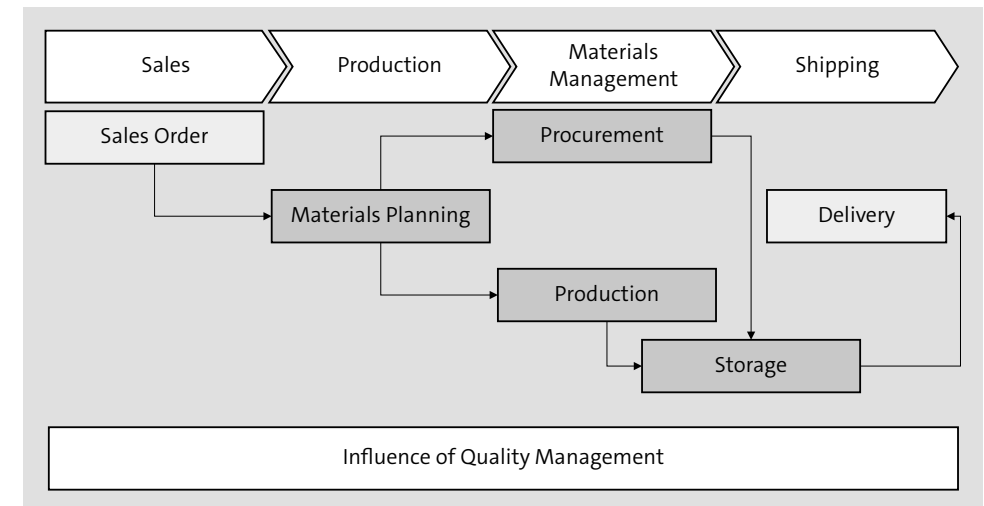 Sales
Production
Materials
Management
Shipping
Sales Order
Procurement
Materials Planning
Delivery
Production
Storage
Influence of Quality Management